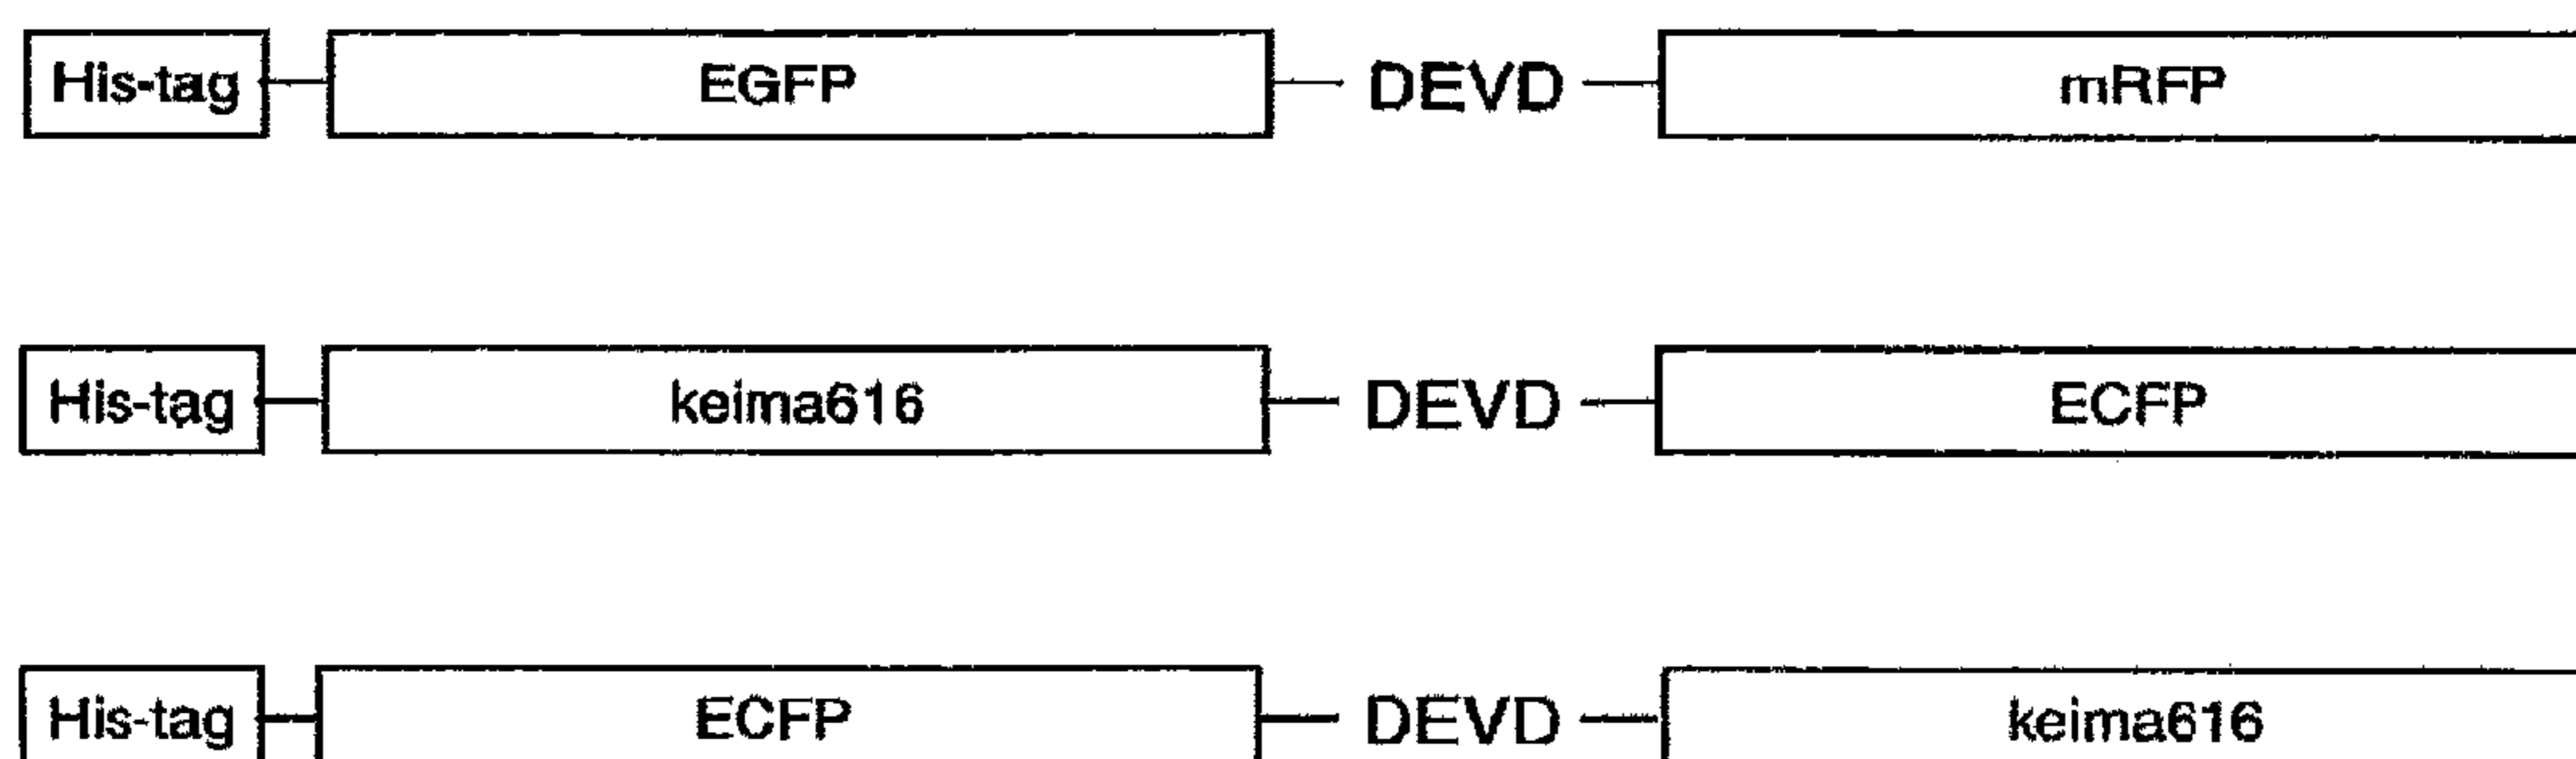 His-tag EGFP DEVD mRFP
His-tag keima616 DEVD ECFP
His-tag ECFP DEVD keima616